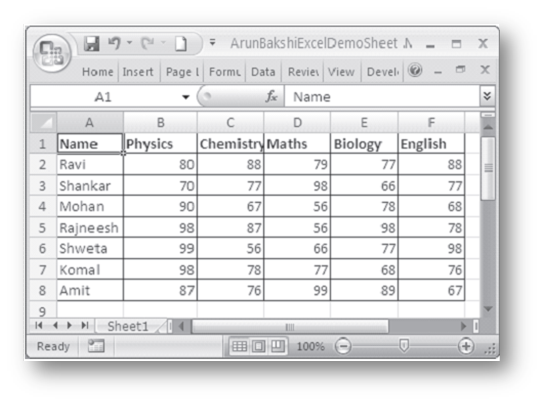 ArunBakshiExcelDemoSheet
Home Insert Page L Formu Data Review View Devel
A1 fx Name
A B C D E F
1 Name Physics Chemistry Maths Biology English
2 Ravi 80 88 79 77 88
3 Shankar 70 77 98 66 77
4 Mohan 90 67 56 78 68
5 Rajneesh 98 87 56 98 78
6 Shweta 99 56 66 77 98
7 Komal 98 78 77 68 76
8 Amit 87 76 99 89 67
9
Sheet1
Ready 100%